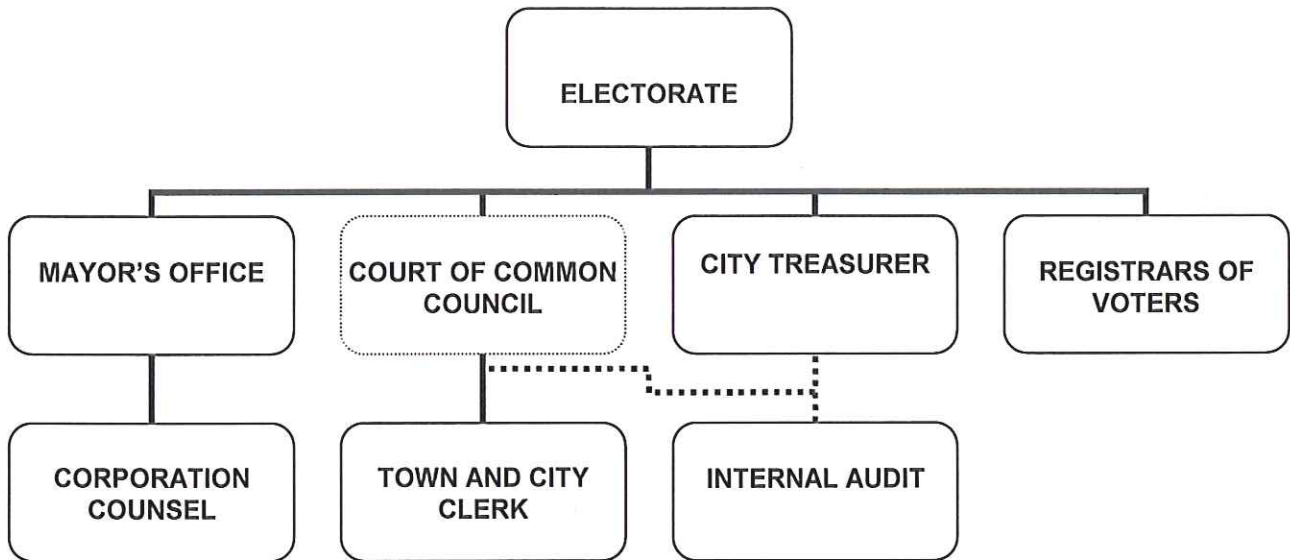 ELECTORATE
MAYOR'S OFFICE
COURT OF COMMON
COUNCIL
CITY TREASURER
REGISTRARS OF
VOTERS
CORPORATION
COUNSEL
TOWN AND CITY
CLERK
INTERNAL AUDIT